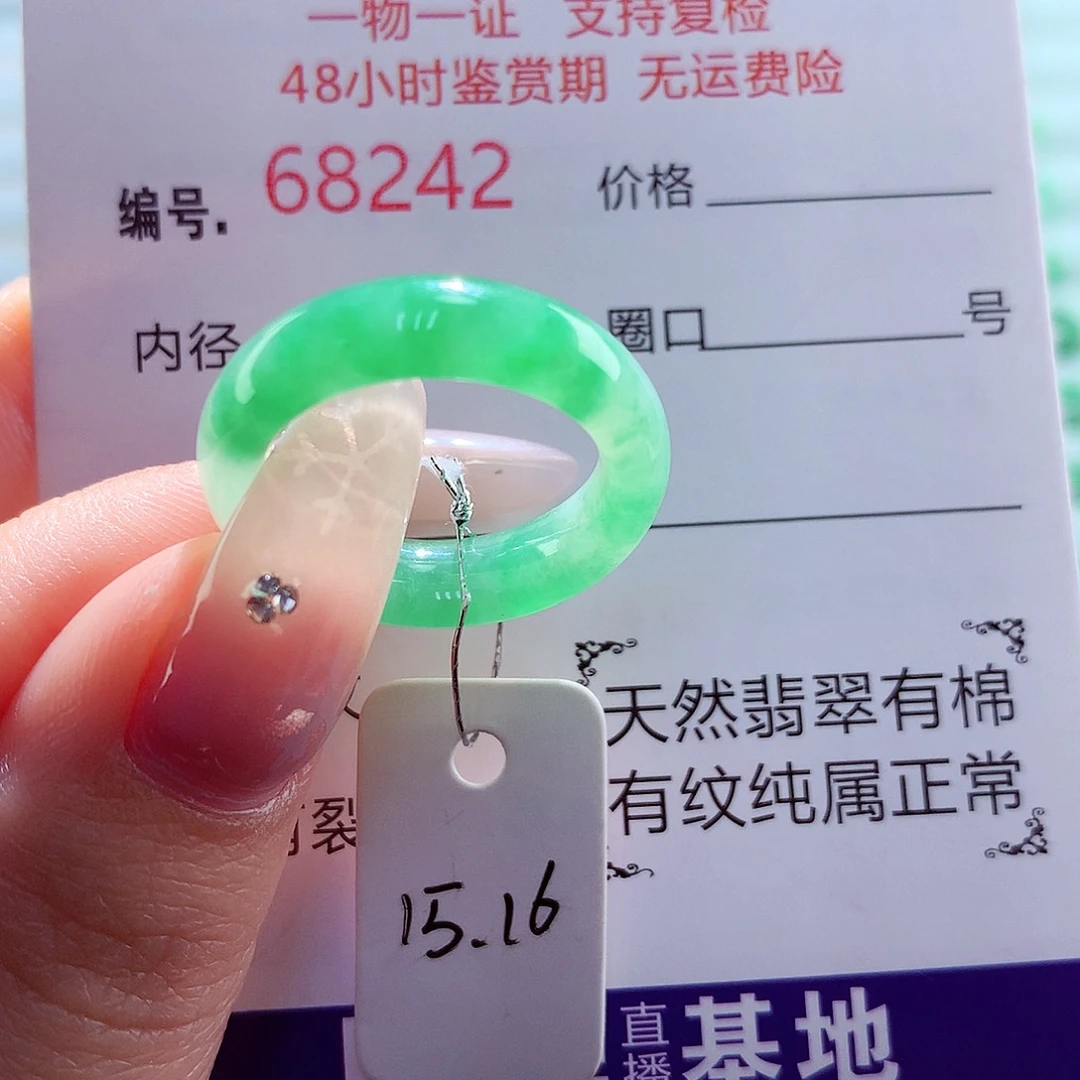 一物一证 支持复检
48小时鉴赏期 无运费险
编号. 68242 价格
内径 圈口 号
天然翡翠有棉
有纹纯属正常
裂
15.16
直播 基地